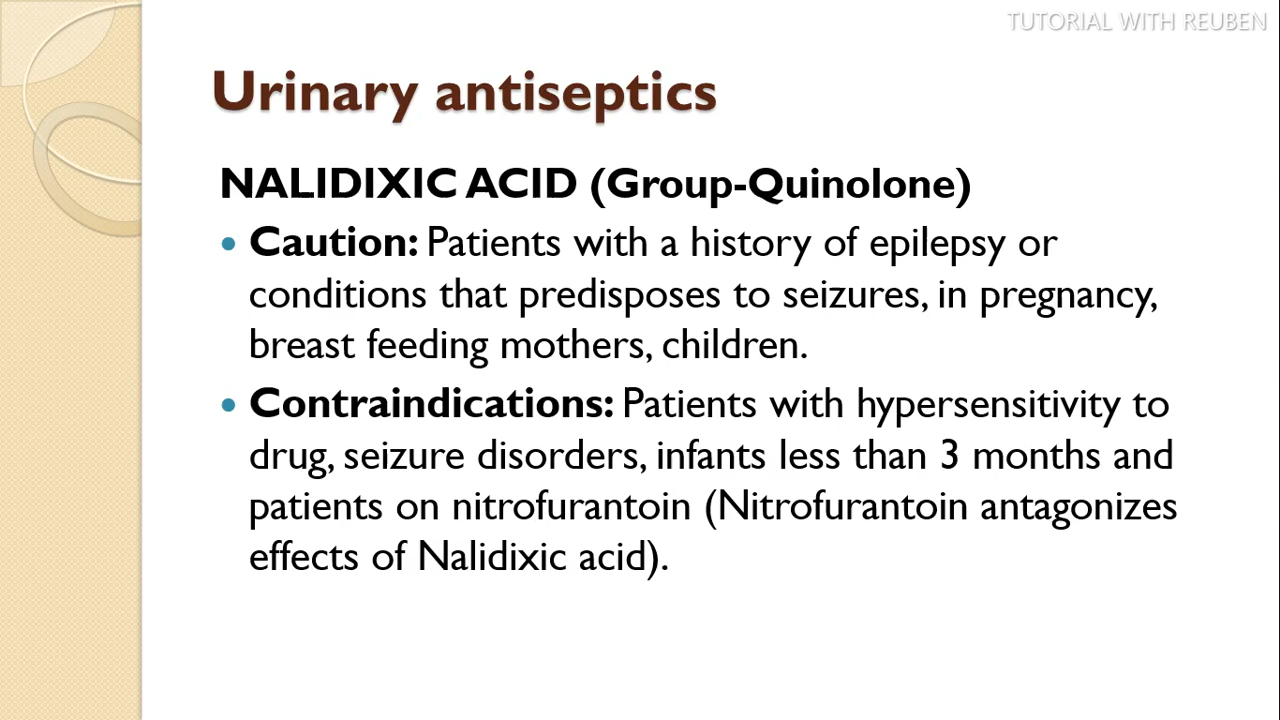 TUTORIAL WITH REUBEN
Urinary antiseptics
NALIDIXIC ACID (Group-Quinolone)
• Caution: Patients with a history of epilepsy or
conditions that predisposes to seizures, in pregnancy,
breast feeding mothers, children.
• Contraindications: Patients with hypersensitivity to
drug, seizure disorders, infants less than 3 months and
patients on nitrofurantoin (Nitrofurantoin antagonizes
effects of Nalidixic acid).